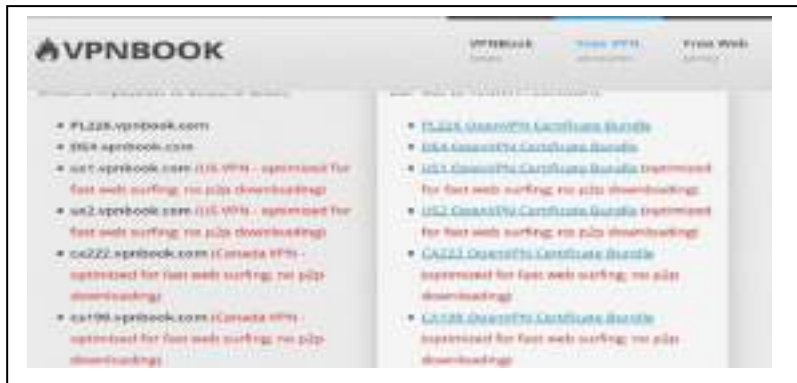 VPNBOOK
VPNBook Free VPN Free Web
PL226.vpnbook.com
DE4.vpnbook.com
us1.vpnbook.com (US VPN - optimized for
fast web surfing; no p2p downloading)
us2.vpnbook.com (US VPN - optimized for
fast web surfing; no p2p downloading)
ca222.vpnbook.com (Canada VPN -
optimized for fast web surfing; no p2p
downloading)
ca198.vpnbook.com (Canada VPN -
optimized for fast web surfing; no p2p
downloading)
PL226 OpenVPN Certificate Bundle
DE4 OpenVPN Certificate Bundle
US1 OpenVPN Certificate Bundle (optimized
for fast web surfing; no p2p downloading)
US2 OpenVPN Certificate Bundle (optimized
for fast web surfing; no p2p downloading)
CA222 OpenVPN Certificate Bundle
(optimized for fast web surfing; no p2p
downloading)
CA198 OpenVPN Certificate Bundle
(optimized for fast web surfing; no p2p
downloading)